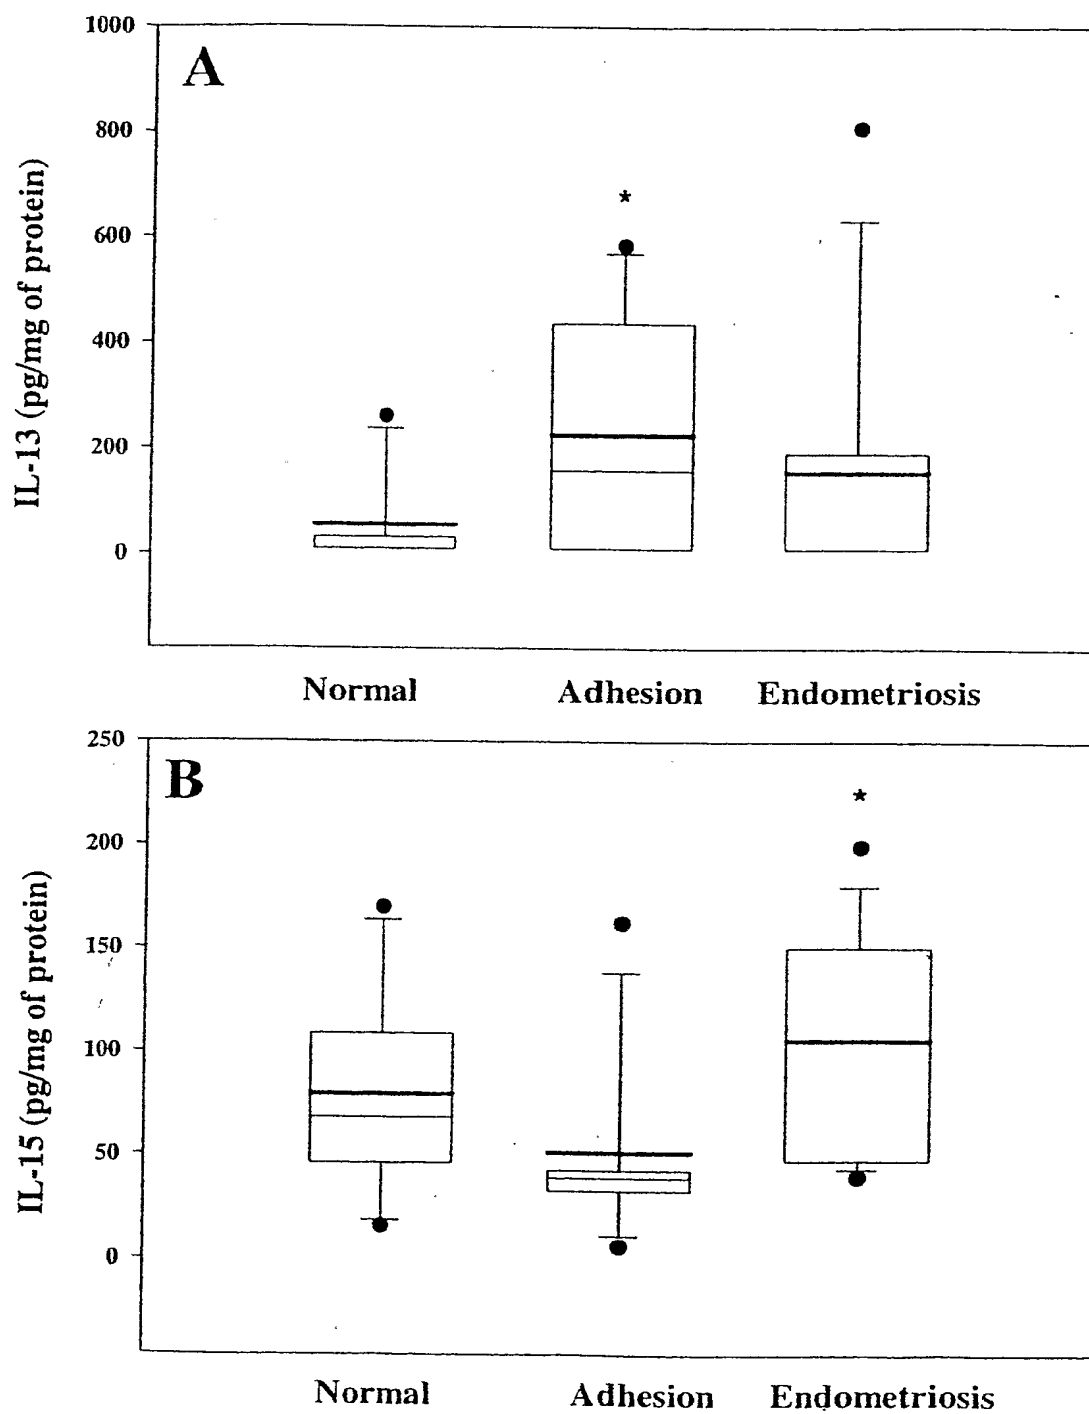 A
IL-13 (pg/mg of protein)
1000
800
600
400
200
0
*
Normal Adhesion Endometriosis
B
IL-15 (pg/mg of protein)
250
200
150
100
50
0
*
Normal Adhesion Endometriosis